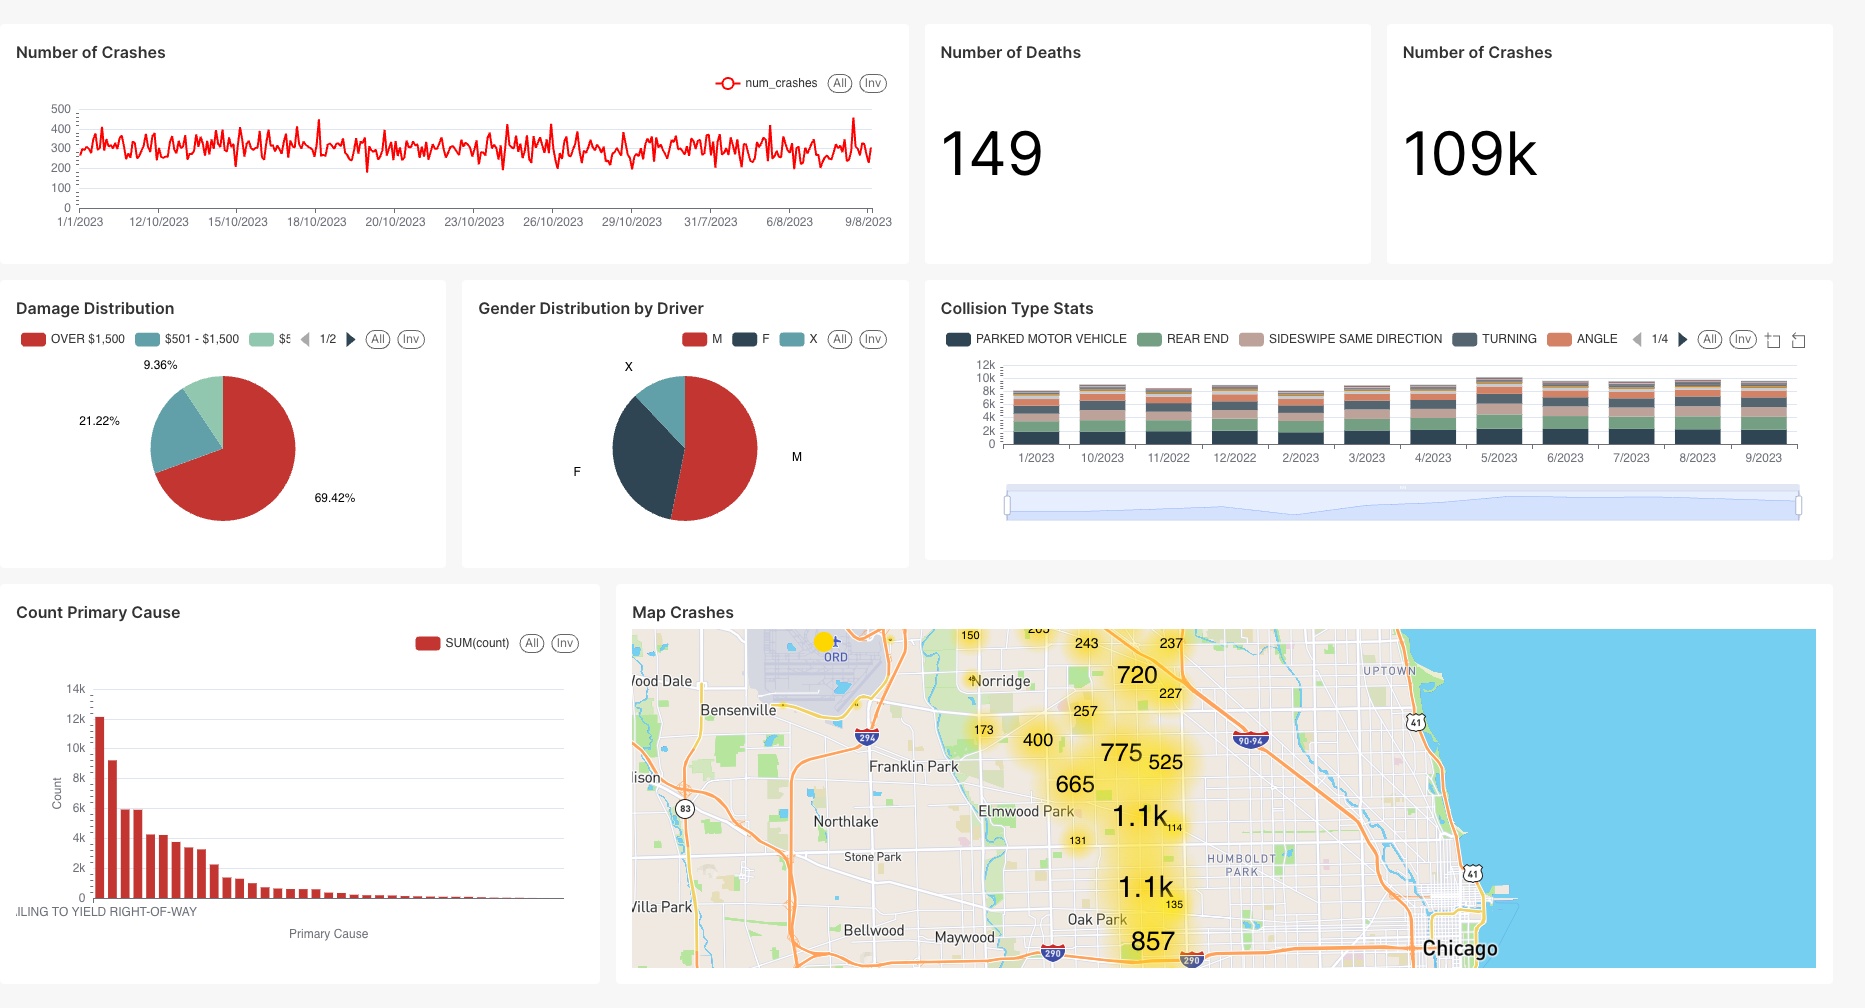 Number of Crashes
num_crashes All Inv
500
400
300
200
100
0
1/1/2023 12/10/2023 15/10/2023 18/10/2023 20/10/2023 23/10/2023 26/10/2023 29/10/2023 31/7/2023 6/8/2023 9/8/2023
Number of Deaths
149
Number of Crashes
109k
Damage Distribution
OVER $1,500 $501 - $1,500 1/2 All Inv
9.36%
21.22%
69.42%
Gender Distribution by Driver
M F X All Inv
X
M
F
Collision Type Stats
PARKED MOTOR VEHICLE REAR END SIDESWIPE SAME DIRECTION TURNING ANGLE 1/4 All Inv
12k
10k
8k
6k
4k
2k
0
1/2023 10/2023 11/2022 12/2022 2/2023 3/2023 4/2023 5/2023 6/2023 7/2023 8/2023 9/2023
Count Primary Cause
SUM(count) All Inv
14k
12k
10k
8k
6k
4k
2k
0
Count
ILING TO YIELD RIGHT-OF-WAY
Primary Cause
Map Crashes
150 243 237
ORD
UPTOWN
720
Wood Dale Norridge
227
Bensenville 257
41
173
294 400 90-94
775 525
Franklin Park
665
83 Elmwood Park
1.1k
Northlake 114
131
Stone Park HUMBOLDT
PARK
41
1.1k
135
Villa Park Oak Park
Bellwood Maywood 857
290 290 Chicago